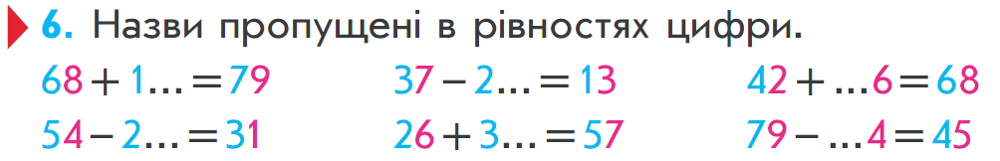 6. Назви пропущені в рівностях цифри.
68 + 1... = 79 37 − 2... = 13 42 + ...6 = 68
54 − 2... = 31 26 + 3... = 57 79 − ...4 = 45